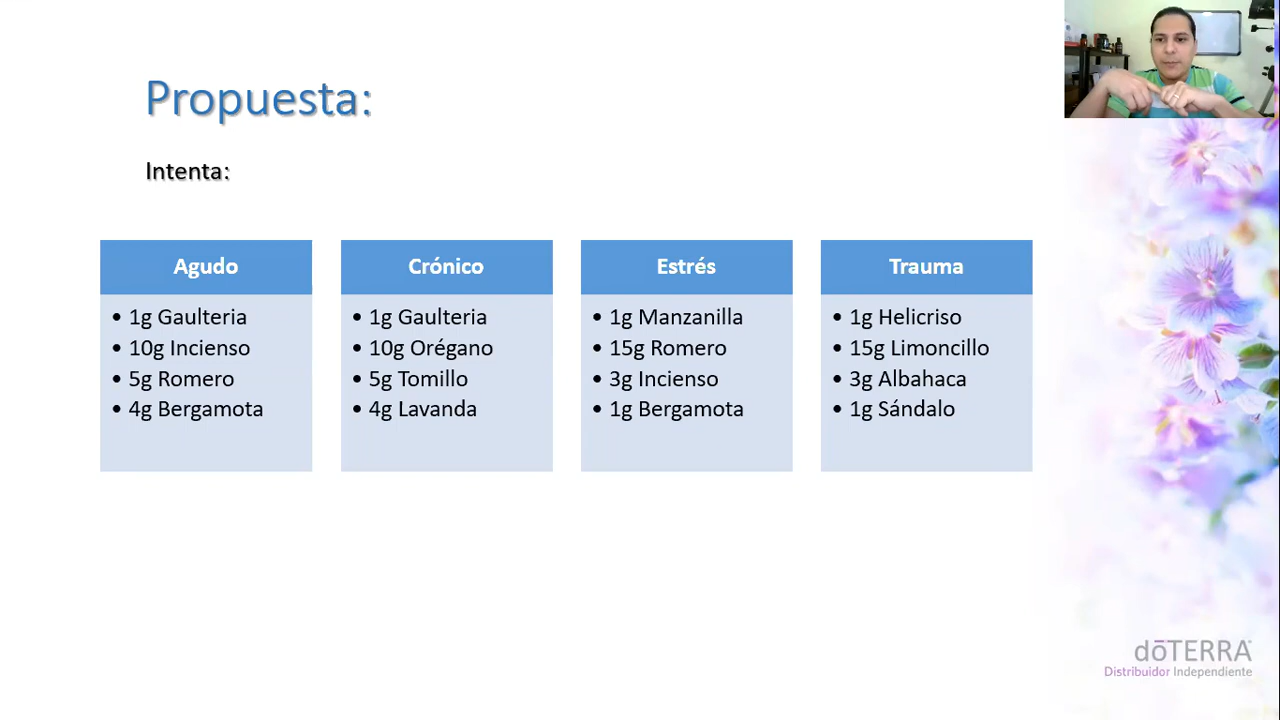 Propuesta:
Intenta:
Agudo
• 1g Gaulteria
• 10g Incienso
• 5g Romero
• 4g Bergamota
Crónico
• 1g Gaulteria
• 10g Orégano
• 5g Tomillo
• 4g Lavanda
Estrés
• 1g Manzanilla
• 15g Romero
• 3g Incienso
• 1g Bergamota
Trauma
• 1g Helicriso
• 15g Limoncillo
• 3g Albahaca
• 1g Sándalo
dōTERRA
Distribuidor Independiente